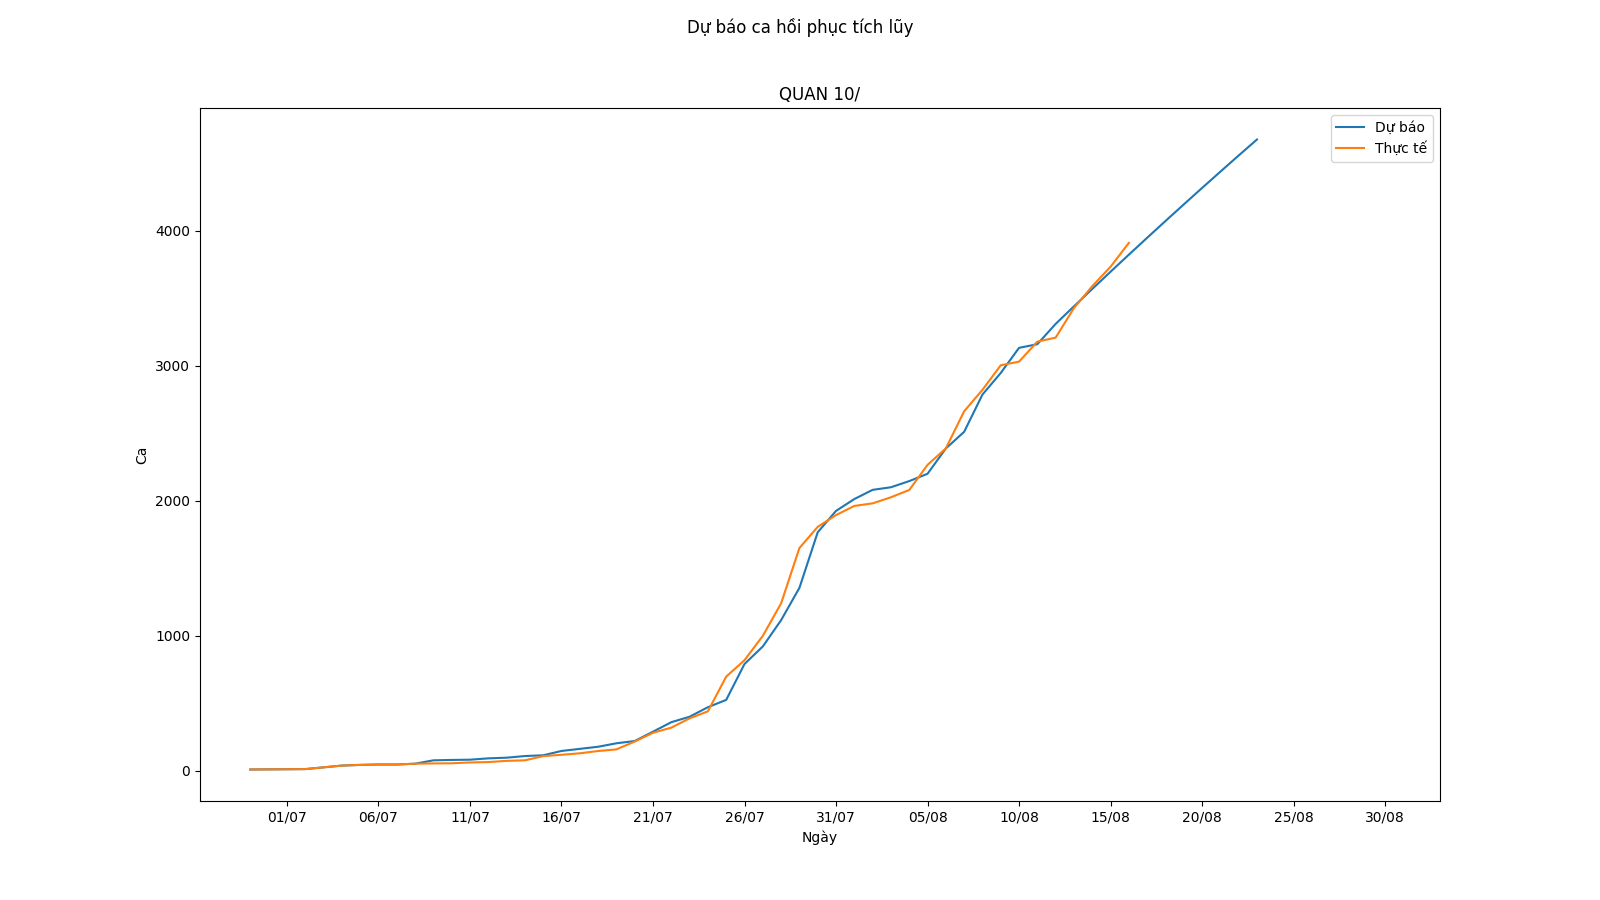 Dự báo ca hồi phục tích lũy
QUAN 10/
Dự báo
Thực tế
Ca
4000
3000
2000
1000
0
01/07 06/07 11/07 16/07 21/07 26/07 31/07 05/08 10/08 15/08 20/08 25/08 30/08
Ngày